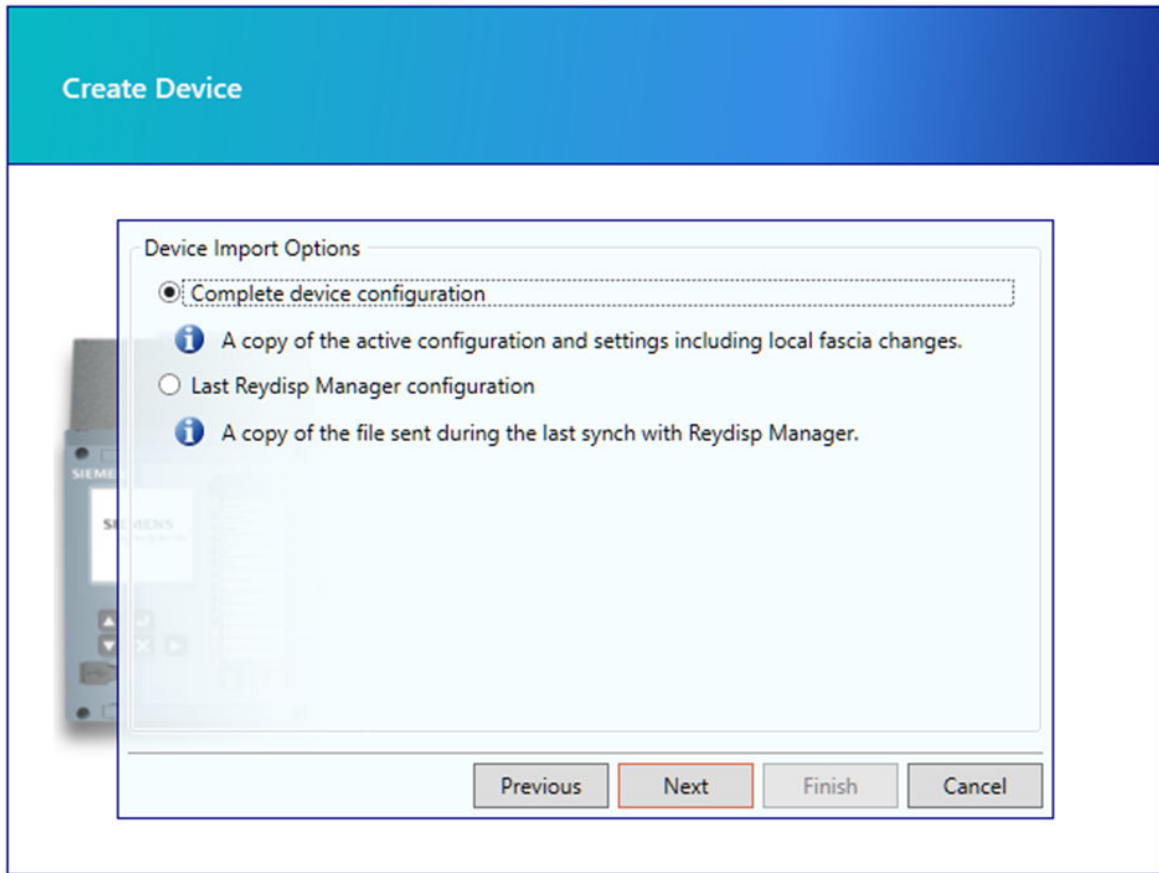 Create Device
Device Import Options
Complete device configuration
A copy of the active configuration and settings including local fascia changes.
Last Reydisp Manager configuration
A copy of the file sent during the last synch with Reydisp Manager.
SIEMENS
Previous
Next
Finish
Cancel